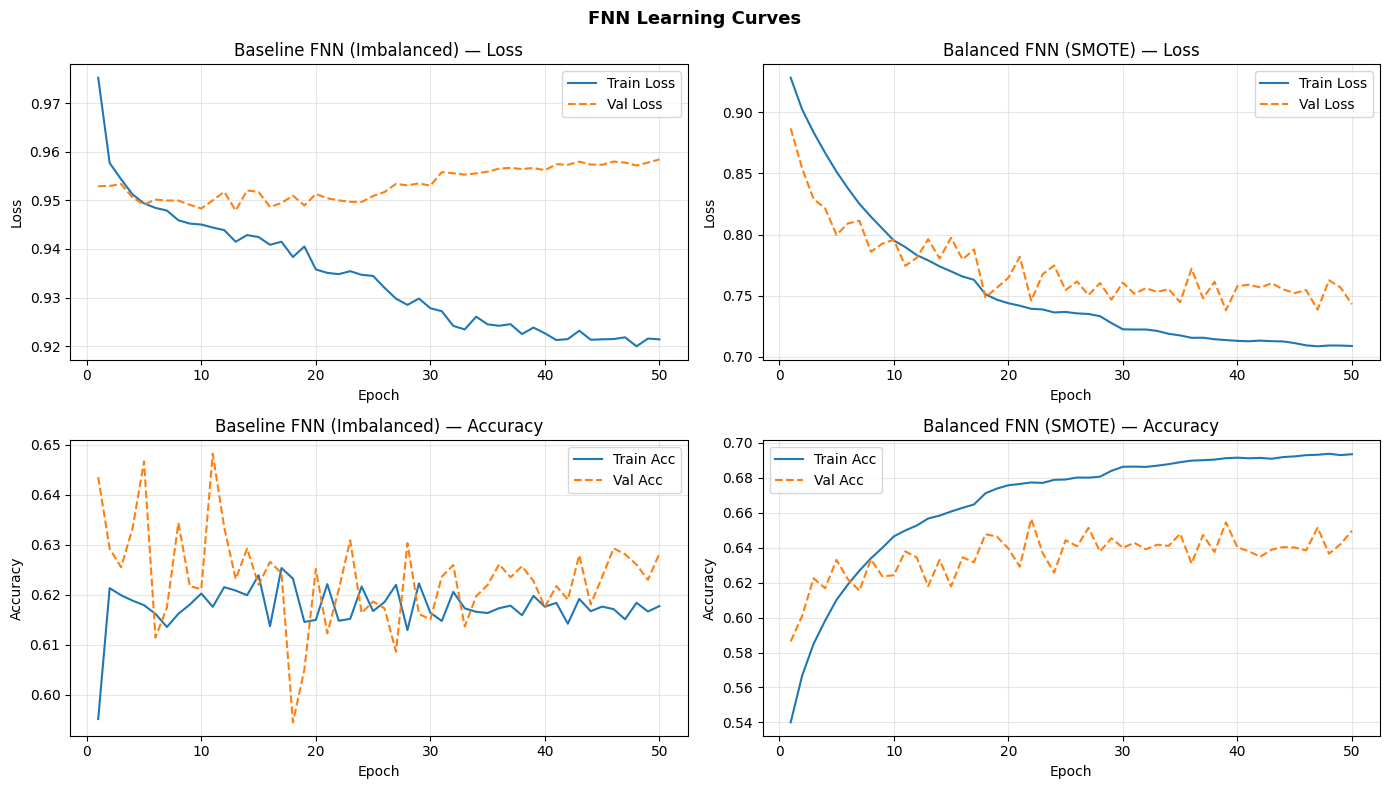 FNN Learning Curves
Baseline FNN (Imbalanced) — Loss
Loss
0.97
0.96
0.95
0.94
0.93
0.92
Train Loss
Val Loss
0 10 20 30 40 50
Epoch
Balanced FNN (SMOTE) — Loss
Loss
0.90
0.85
0.80
0.75
0.70
Train Loss
Val Loss
0 10 20 30 40 50
Epoch
Baseline FNN (Imbalanced) — Accuracy
Accuracy
0.65
0.64
0.63
0.62
0.61
0.60
Train Acc
Val Acc
0 10 20 30 40 50
Epoch
Balanced FNN (SMOTE) — Accuracy
Accuracy
0.70
0.68
0.66
0.64
0.62
0.60
0.58
0.56
0.54
Train Acc
Val Acc
0 10 20 30 40 50
Epoch